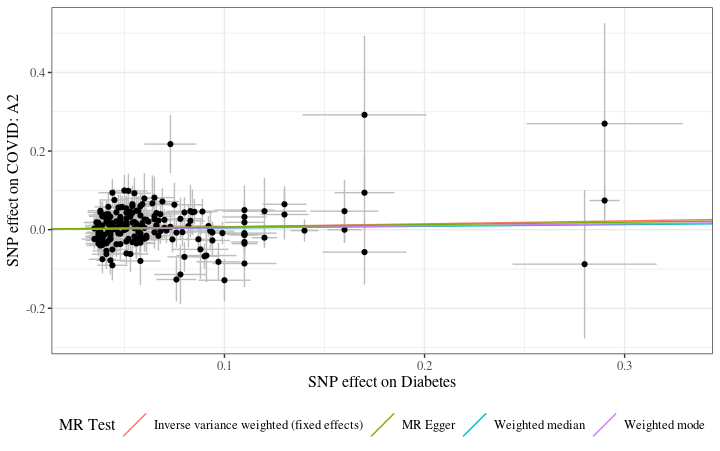 SNP effect on COVID: A2
0.4
0.2
0.0
-0.2
0.1
0.2
0.3
SNP effect on Diabetes
MR Test
Inverse variance weighted (fixed effects)
MR Egger
Weighted median
Weighted mode